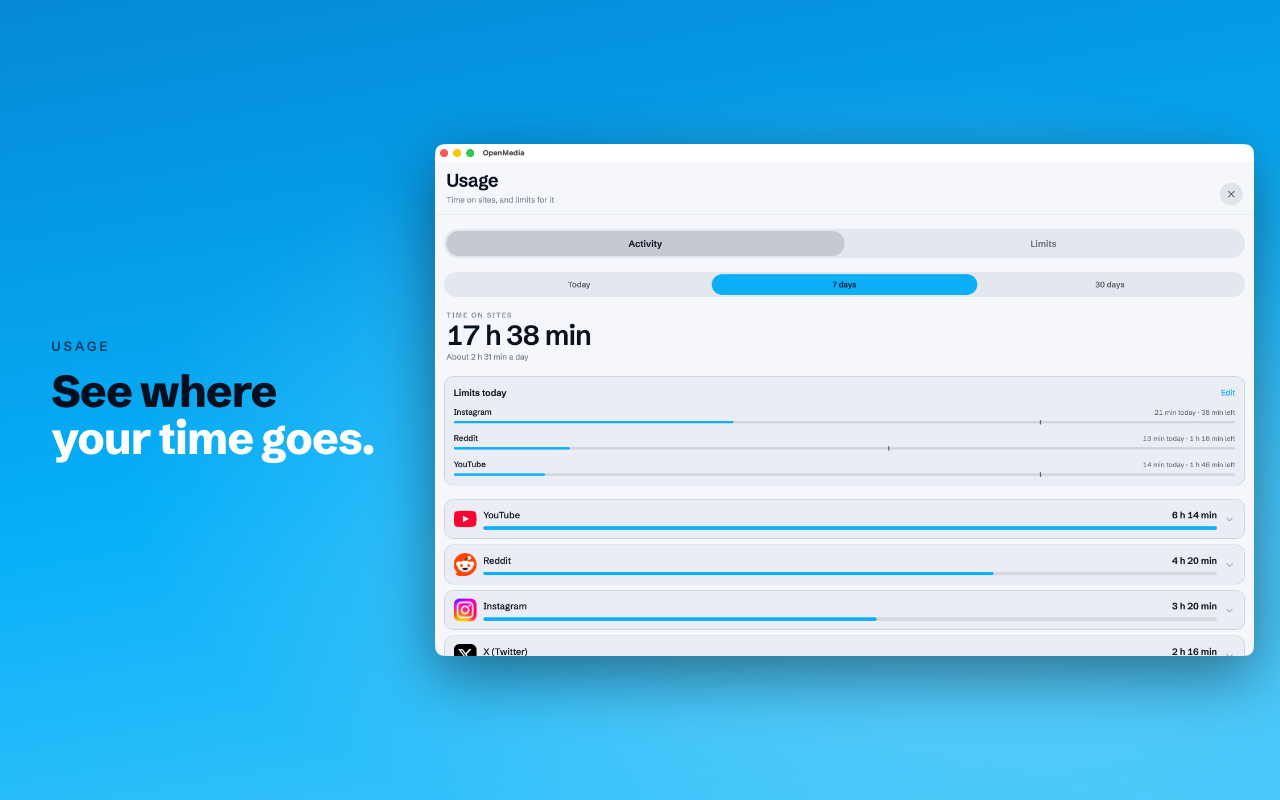 USAGE
See where
your time goes.
OpenMedia
Usage
Time on sites, and limits for it
Activity
Limits
Today
7 days
30 days
TIME ON SITES
17 h 38 min
About 2 h 31 min a day
Limits today
Edit
Instagram
21 min today · 38 min left
Reddit
13 min today · 1 h 16 min left
YouTube
14 min today · 1 h 46 min left
YouTube
6 h 14 min
Reddit
4 h 20 min
Instagram
3 h 20 min
X (Twitter)
2 h 16 min